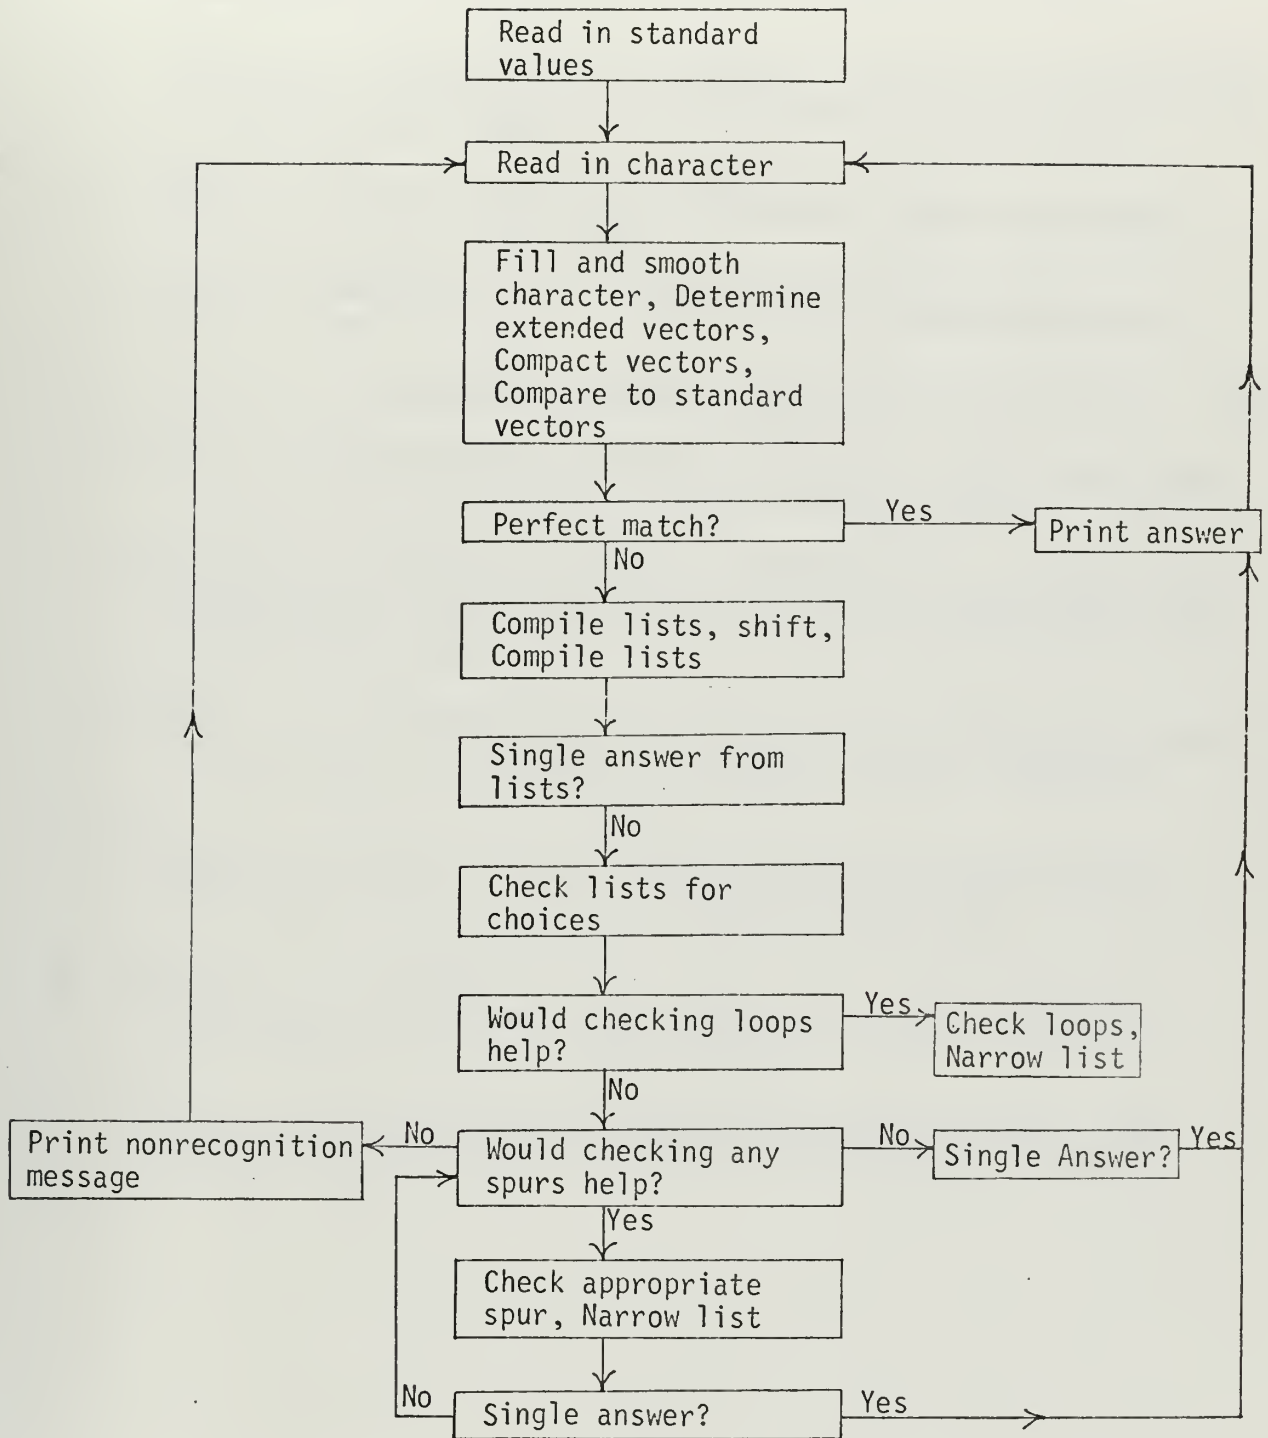 Read in standard
values
Read in character
Fill and smooth
character, Determine
extended vectors,
Compact vectors,
Compare to standard
vectors
Perfect match?
Yes
Print answer
No
Compile lists, shift,
Compile lists
Single answer from
lists?
No
Check lists for
choices
Would checking loops
help?
Yes
Check loops,
Narrow list
No
Print nonrecognition
message
No
Would checking any
spurs help?
No
Single Answer?
Yes
Yes
Check appropriate
spur, Narrow list
No
Single answer?
Yes